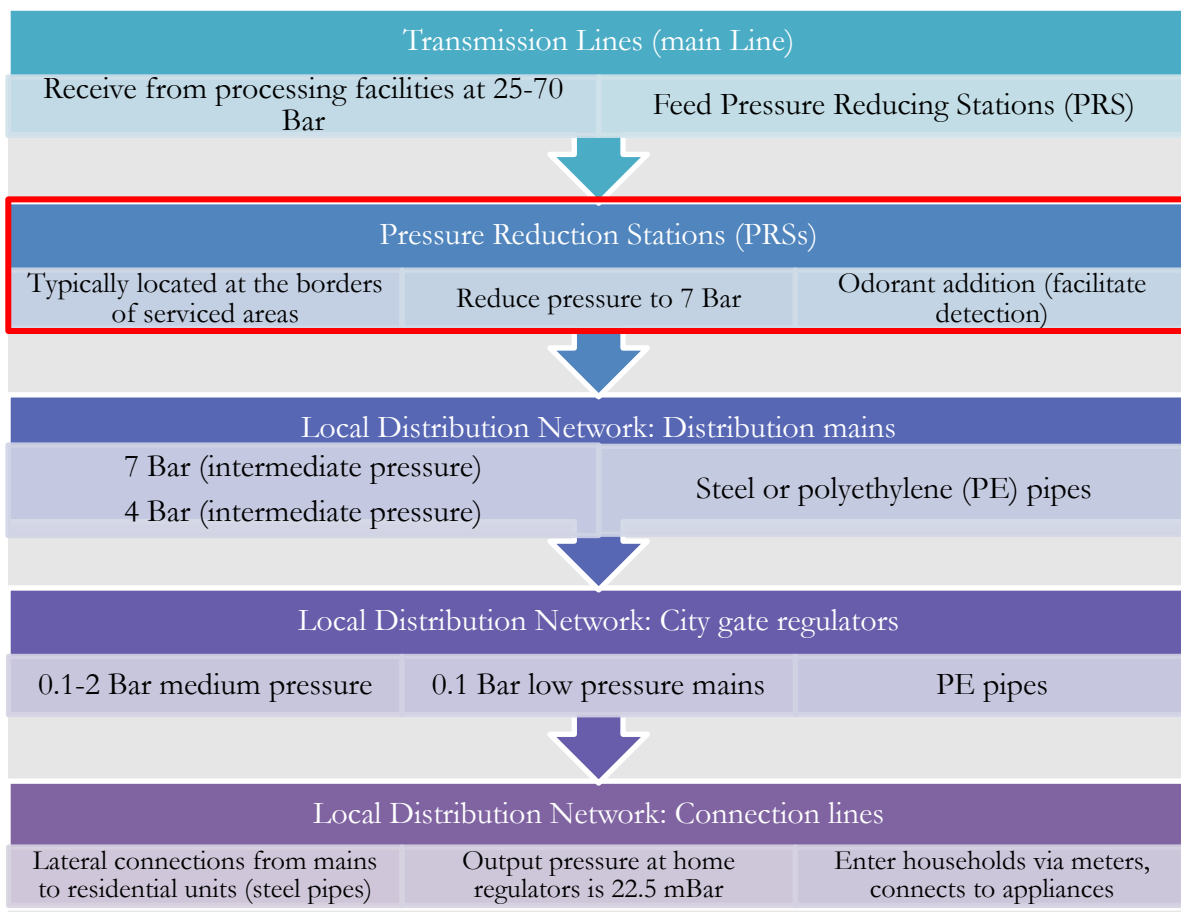 Transmission Lines (main Line)
Receive from processing facilities at 25-70
Bar
Feed Pressure Reducing Stations (PRS)
Pressure Reduction Stations (PRSs)
Typically located at the borders
of serviced areas
Reduce pressure to 7 Bar
Odorant addition (facilitate
detection)
Local Distribution Network: Distribution mains
7 Bar (intermediate pressure)
4 Bar (intermediate pressure)
Steel or polyethylene (PE) pipes
Local Distribution Network: City gate regulators
0.1-2 Bar medium pressure
0.1 Bar low pressure mains
PE pipes
Local Distribution Network: Connection lines
Lateral connections from mains
to residential units (steel pipes)
Output pressure at home
regulators is 22.5 mBar
Enter households via meters,
connects to appliances